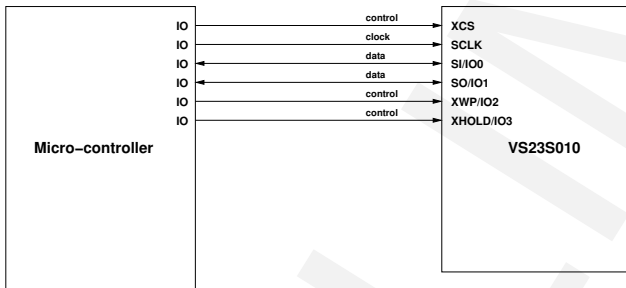 IO control XCS
IO clock SCLK
IO data SI/IO0
IO data SO/IO1
IO control XWP/IO2
IO control XHOLD/IO3
Micro-controller VS23S010